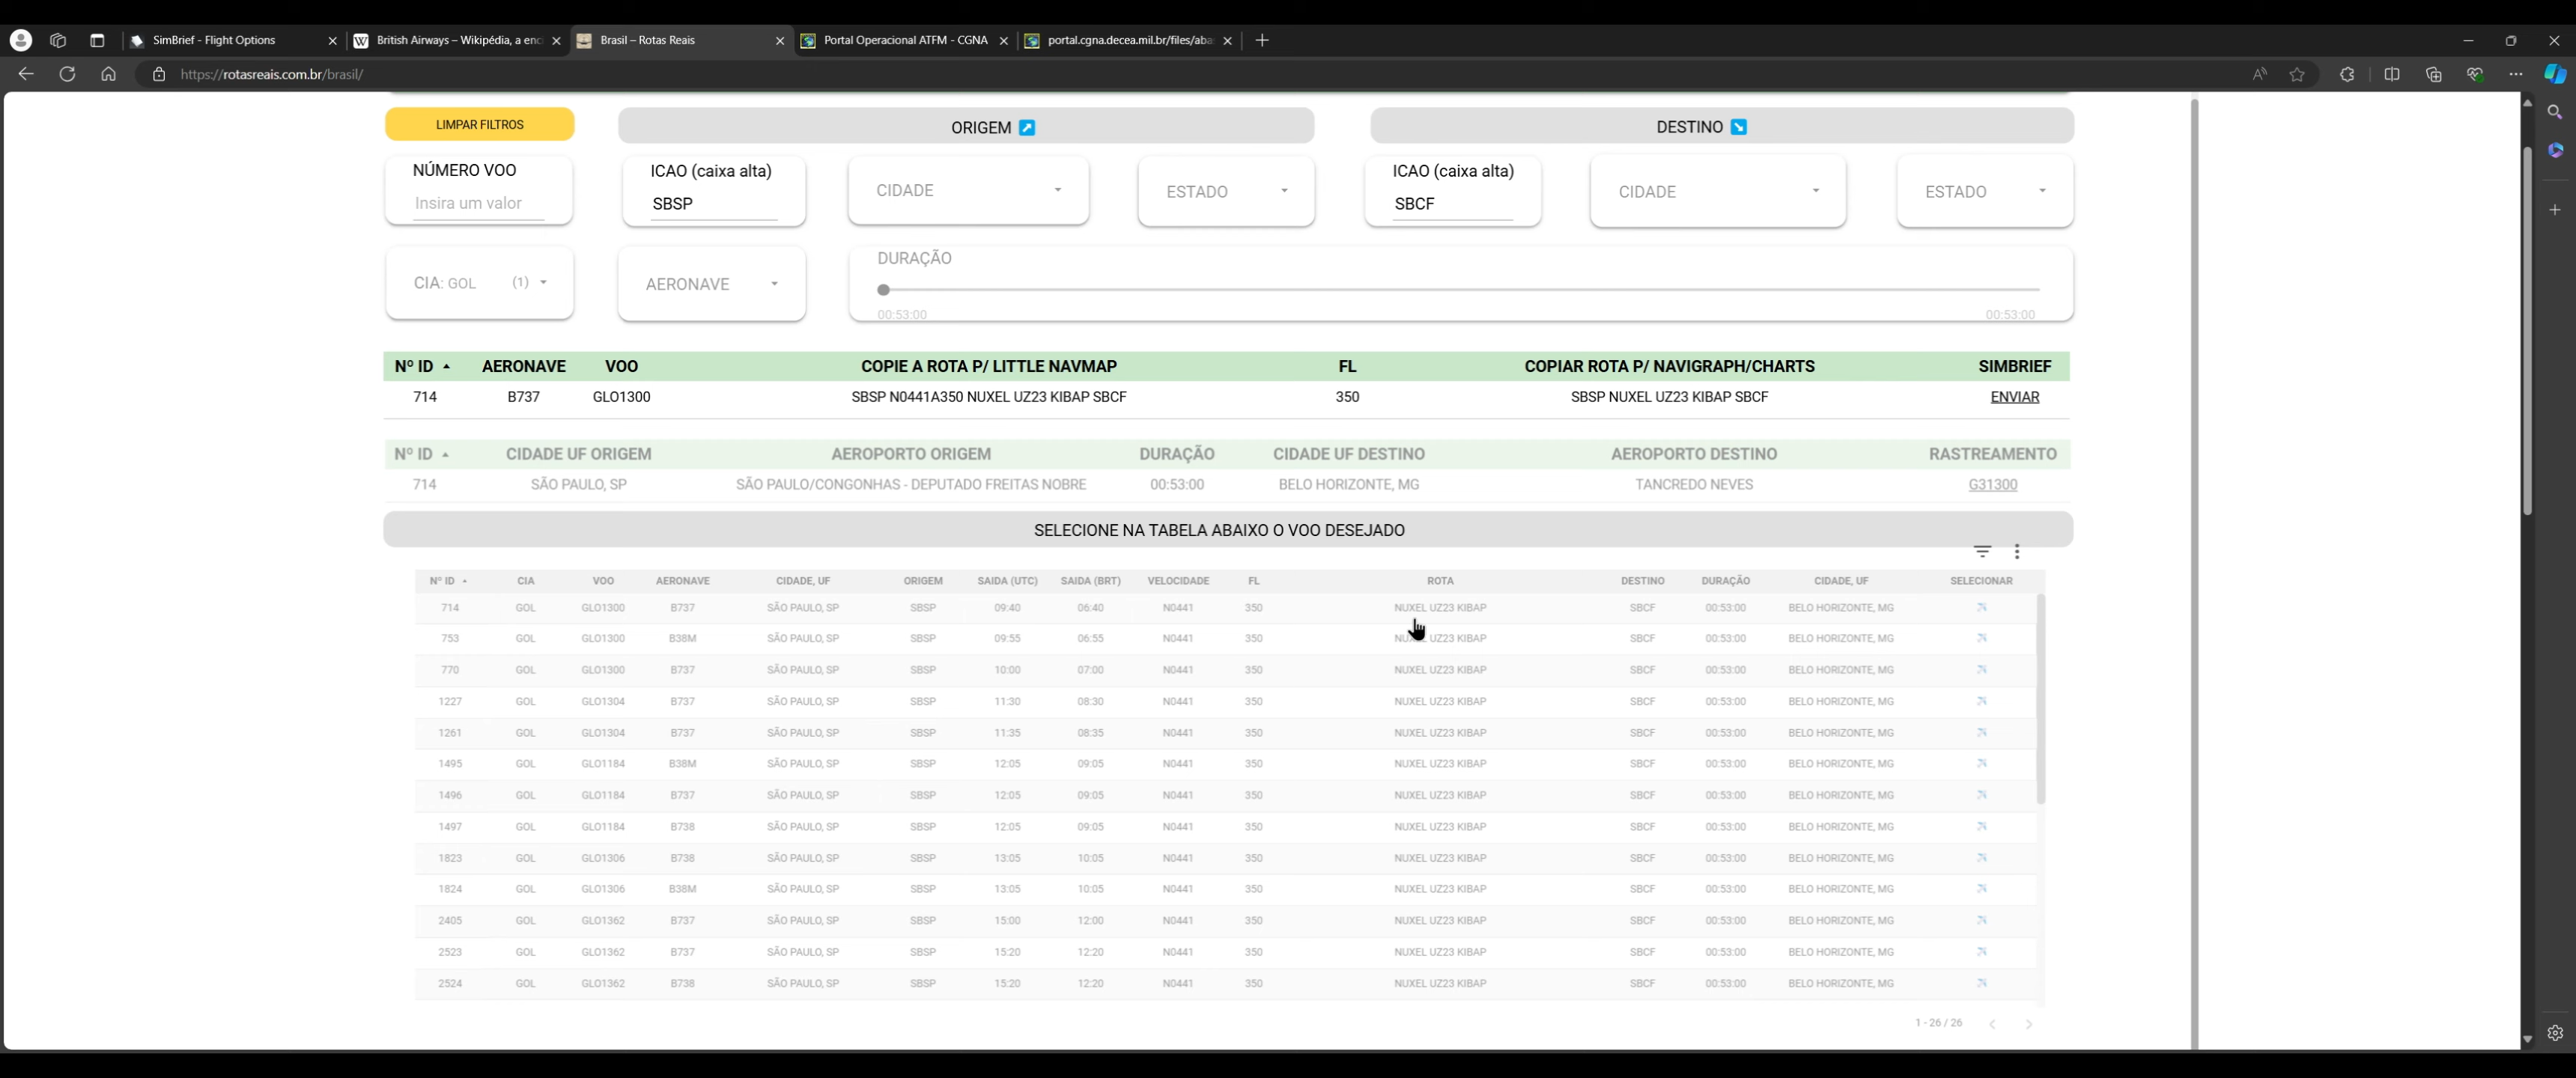 SimBrief - Flight Options
British Airways – Wikipédia, a enc
Brasil – Rotas Reais
Portal Operacional ATFM - CGNA
portal.cgna.decea.mil.br/files/aba
https://rotasreais.com.br/brasil/
LIMPAR FILTROS
ORIGEM
DESTINO
NÚMERO VOO
Insira um valor
ICAO (caixa alta)
SBSP
CIDADE
ESTADO
ICAO (caixa alta)
SBCF
CIDADE
ESTADO
CIA: GOL (1)
AERONAVE
DURAÇÃO
00:53:00 00:53:00
Nº ID AERONAVE VOO COPIE A ROTA P/ LITTLE NAVMAP FL COPIAR ROTA P/ NAVIGRAPH/CHARTS SIMBRIEF
714 B737 GLO1300 SBSP N0441A350 NUXEL UZ23 KIBAP SBCF 350 SBSP NUXEL UZ23 KIBAP SBCF ENVIAR
Nº ID CIDADE UF ORIGEM AEROPORTO ORIGEM DURAÇÃO CIDADE UF DESTINO AEROPORTO DESTINO RASTREAMENTO
714 SÃO PAULO, SP SÃO PAULO/CONGONHAS - DEPUTADO FREITAS NOBRE 00:53:00 BELO HORIZONTE, MG TANCREDO NEVES G31300
SELECIONE NA TABELA ABAIXO O VOO DESEJADO
Nº ID CIA VOO AERONAVE CIDADE, UF ORIGEM SAIDA (UTC) SAIDA (BRT) VELOCIDADE FL ROTA DESTINO DURAÇÃO CIDADE, UF SELECIONAR
714 GOL GLO1300 B737 SÃO PAULO, SP SBSP 09:40 06:40 N0441 350 NUXEL UZ23 KIBAP SBCF 00:53:00 BELO HORIZONTE, MG
753 GOL GLO1300 B38M SÃO PAULO, SP SBSP 09:55 06:55 N0441 350 UZ23 KIBAP SBCF 00:53:00 BELO HORIZONTE, MG
770 GOL GLO1300 B737 SÃO PAULO, SP SBSP 10:00 07:00 N0441 350 NUXEL UZ23 KIBAP SBCF 00:53:00 BELO HORIZONTE, MG
1227 GOL GLO1304 B737 SÃO PAULO, SP SBSP 11:30 08:30 N0441 350 NUXEL UZ23 KIBAP SBCF 00:53:00 BELO HORIZONTE, MG
1261 GOL GLO1304 B737 SÃO PAULO, SP SBSP 11:35 08:35 N0441 350 NUXEL UZ23 KIBAP SBCF 00:53:00 BELO HORIZONTE, MG
1495 GOL GLO1184 B38M SÃO PAULO, SP SBSP 12:05 09:05 N0441 350 NUXEL UZ23 KIBAP SBCF 00:53:00 BELO HORIZONTE, MG
1496 GOL GLO1184 B737 SÃO PAULO, SP SBSP 12:05 09:05 N0441 350 NUXEL UZ23 KIBAP SBCF 00:53:00 BELO HORIZONTE, MG
1497 GOL GLO1184 B738 SÃO PAULO, SP SBSP 12:05 09:05 N0441 350 NUXEL UZ23 KIBAP SBCF 00:53:00 BELO HORIZONTE, MG
1823 GOL GLO1306 B738 SÃO PAULO, SP SBSP 13:05 10:05 N0441 350 NUXEL UZ23 KIBAP SBCF 00:53:00 BELO HORIZONTE, MG
1824 GOL GLO1306 B38M SÃO PAULO, SP SBSP 13:05 10:05 N0441 350 NUXEL UZ23 KIBAP SBCF 00:53:00 BELO HORIZONTE, MG
2405 GOL GLO1362 B737 SÃO PAULO, SP SBSP 15:00 12:00 N0441 350 NUXEL UZ23 KIBAP SBCF 00:53:00 BELO HORIZONTE, MG
2523 GOL GLO1362 B737 SÃO PAULO, SP SBSP 15:20 12:20 N0441 350 NUXEL UZ23 KIBAP SBCF 00:53:00 BELO HORIZONTE, MG
2524 GOL GLO1362 B738 SÃO PAULO, SP SBSP 15:20 12:20 N0441 350 NUXEL UZ23 KIBAP SBCF 00:53:00 BELO HORIZONTE, MG
1 - 26 / 26